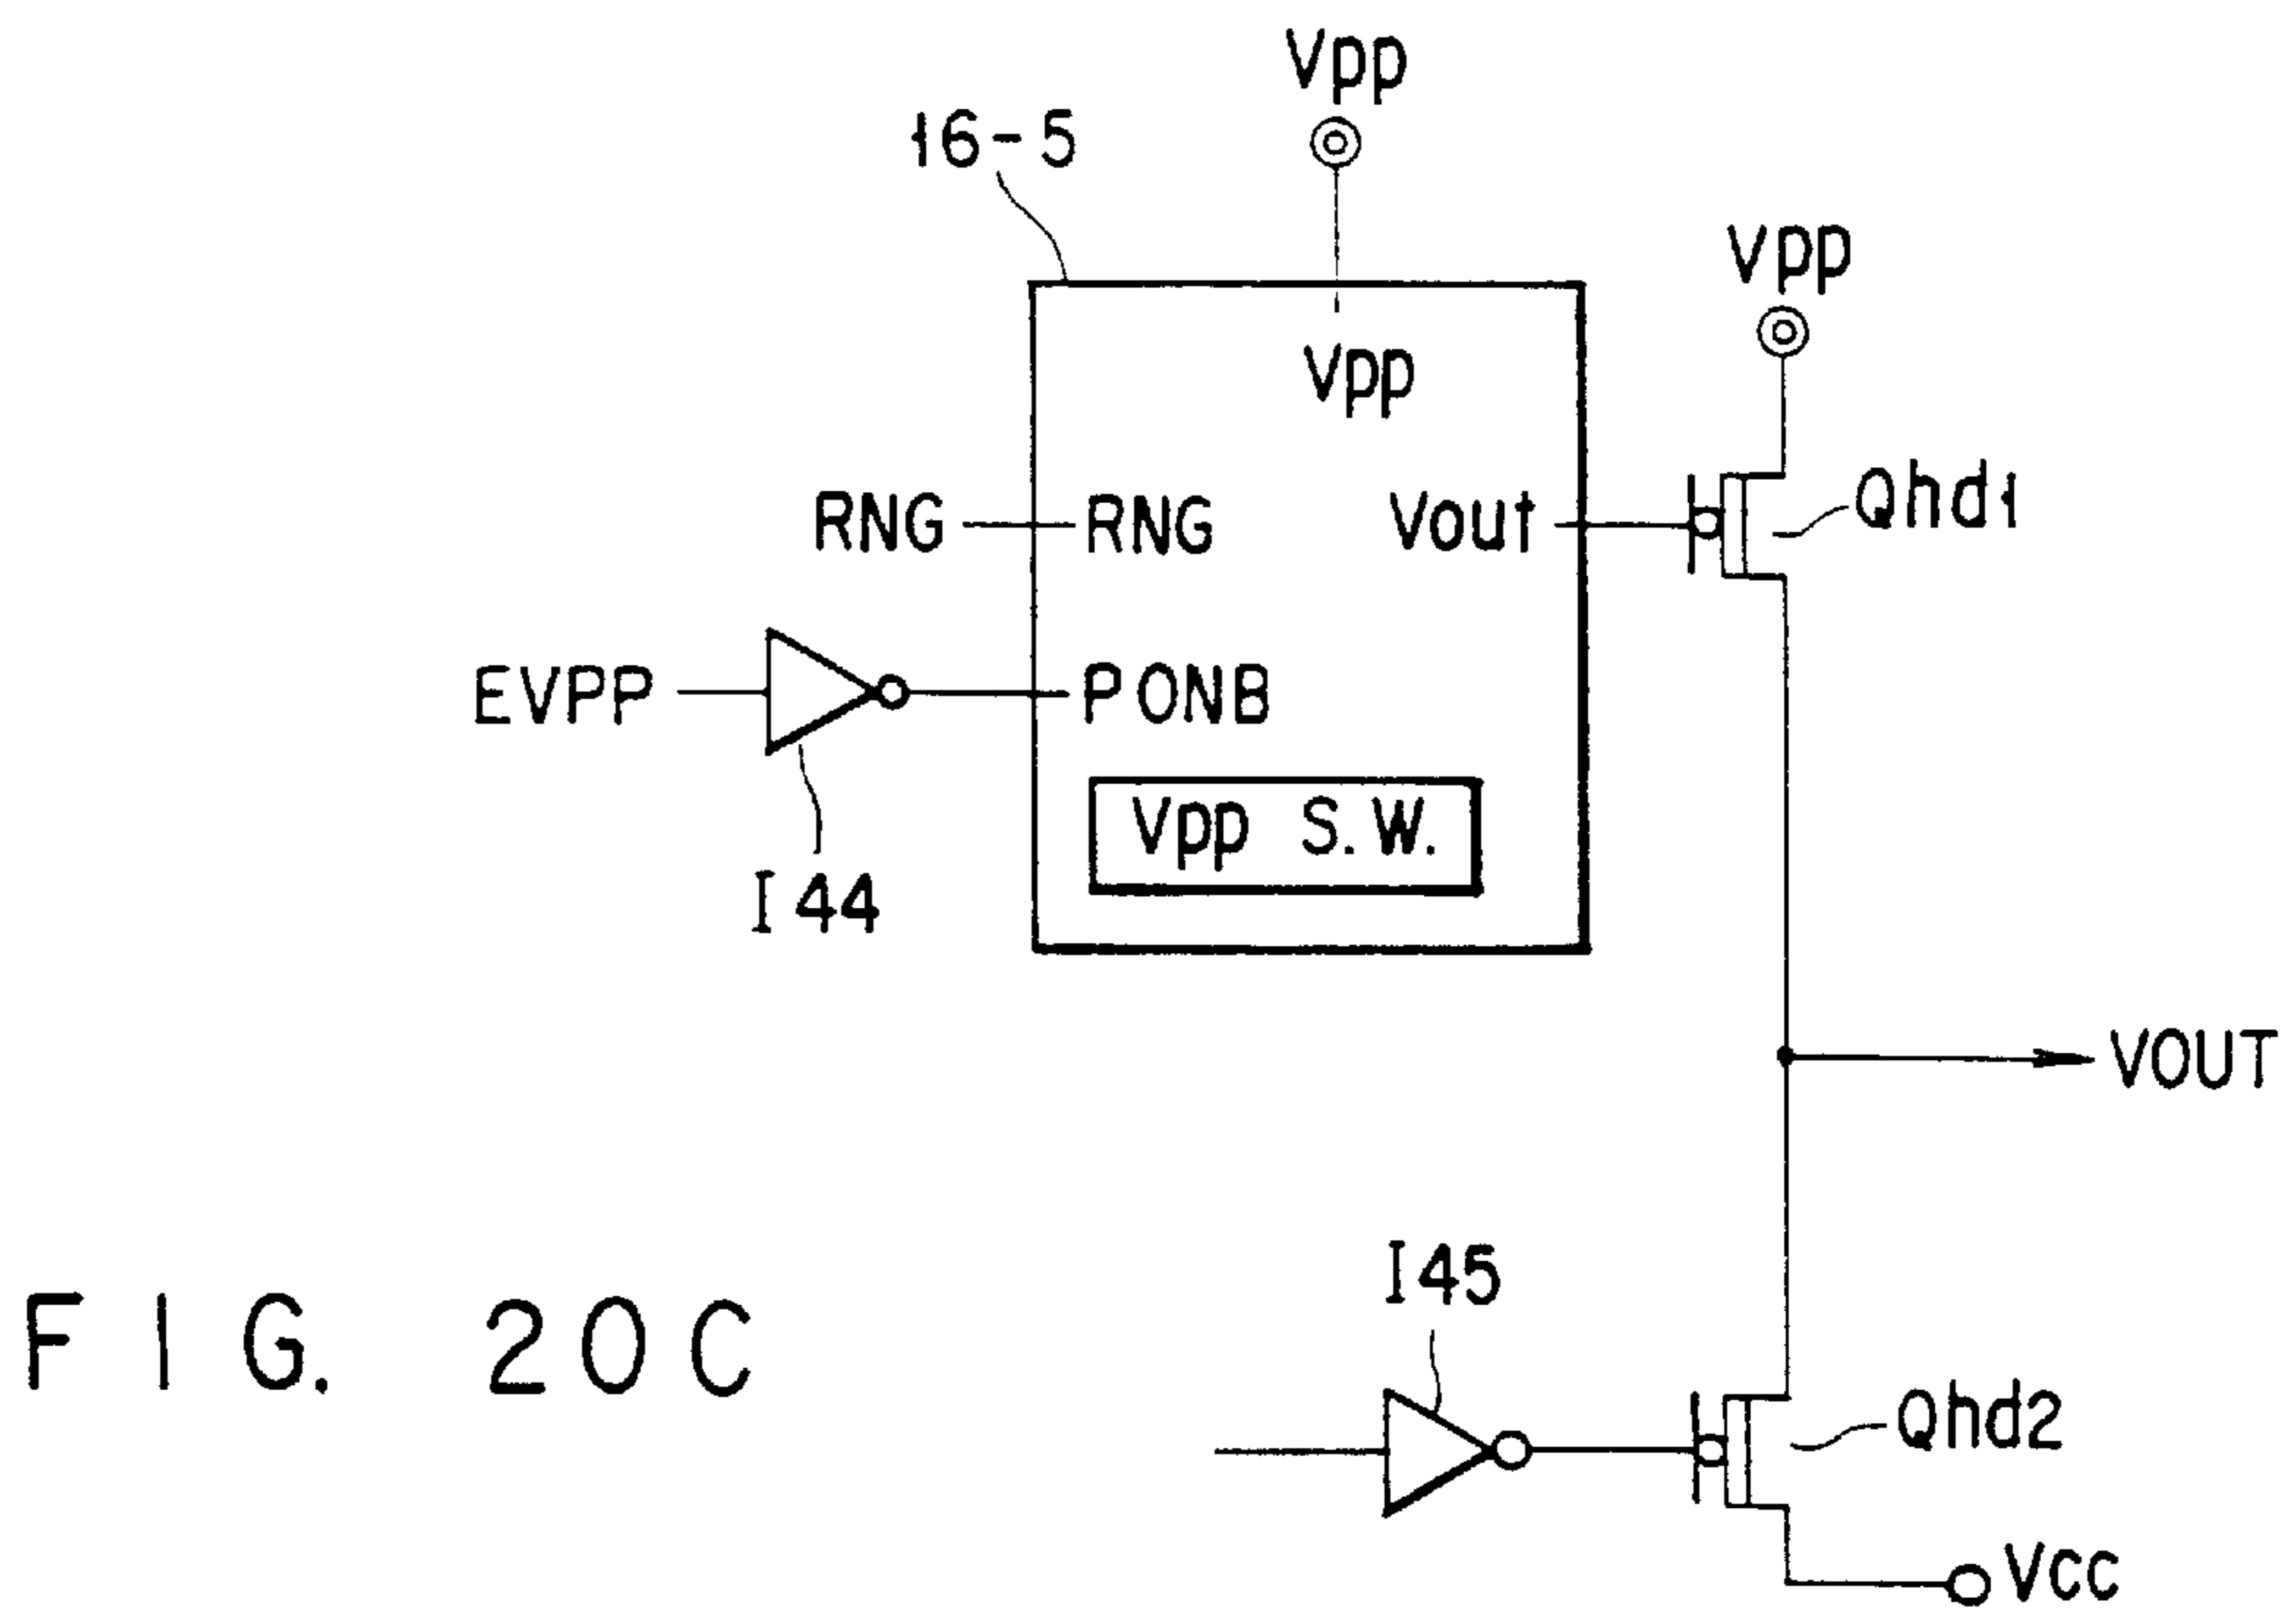 Vpp
16-5
Vpp
Vpp
RNG
RNG
Vout
Qhd1
EVPP
PONB
Vpp S.W.
I44
VOUT
I45
FIG. 20C
Qhd2
Vcc